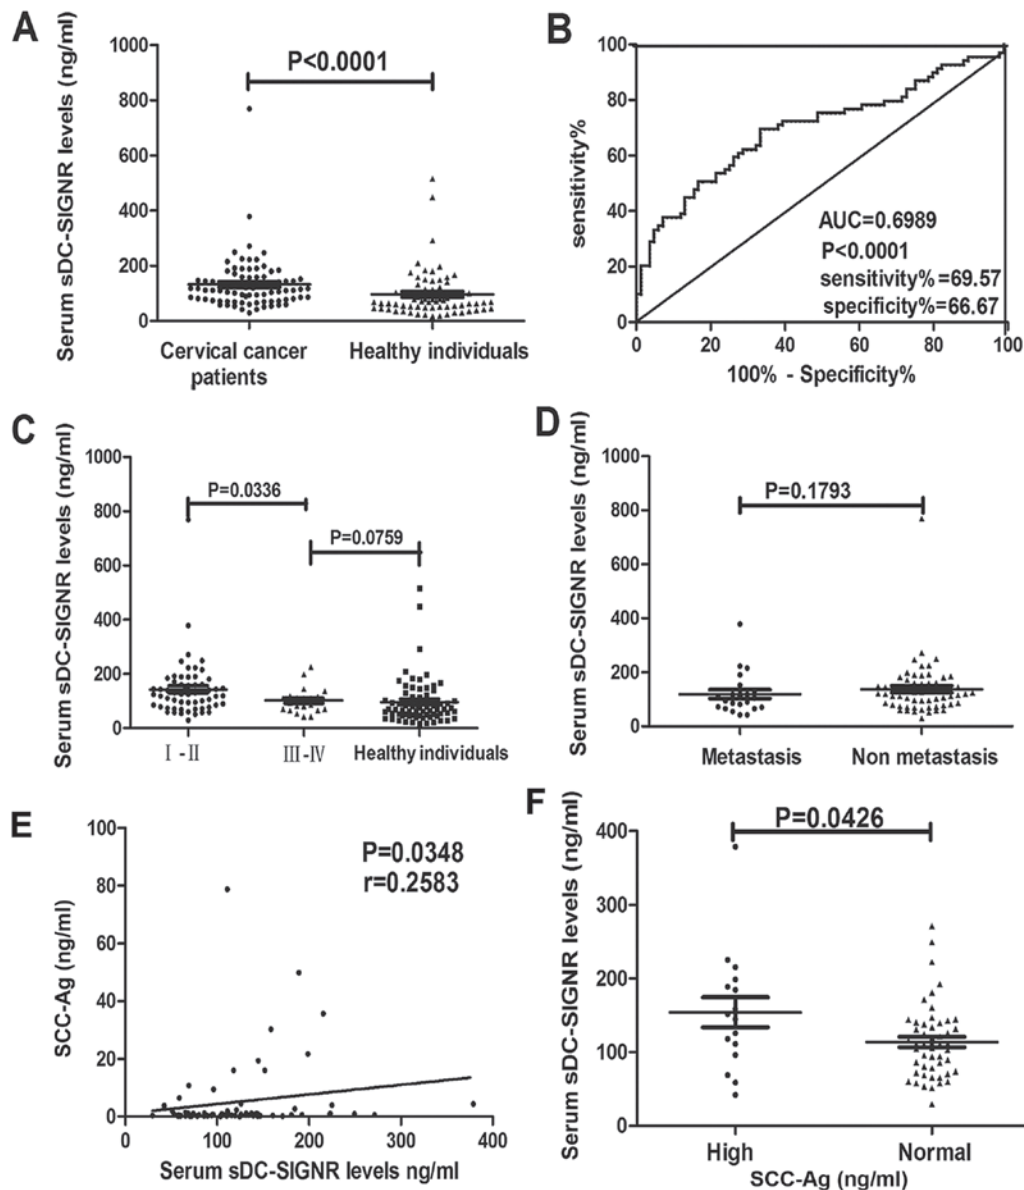 A
Serum sDC-SIGNR levels (ng/ml)
1000
800
600
400
200
0
P<0.0001
Cervical cancer
patients
Healthy individuals
B
sensitivity%
100
80
60
40
20
0
AUC=0.6989
P<0.0001
sensitivity%=69.57
specificity%=66.67
0 20 40 60 80 100
100% - Specificity%
C
Serum sDC-SIGNR levels (ng/ml)
1000
800
600
400
200
0
P=0.0336
P=0.0759
Ⅰ-Ⅱ Ⅲ-Ⅳ Healthy individuals
D
Serum sDC-SIGNR levels (ng/ml)
1000
800
600
400
200
0
P=0.1793
Metastasis Non metastasis
E
SCC-Ag (ng/ml)
100
80
60
40
20
0
P=0.0348
r=0.2583
0 100 200 300 400
Serum sDC-SIGNR levels ng/ml
F
Serum sDC-SIGNR levels (ng/ml)
400
300
200
100
0
P=0.0426
High Normal
SCC-Ag (ng/ml)